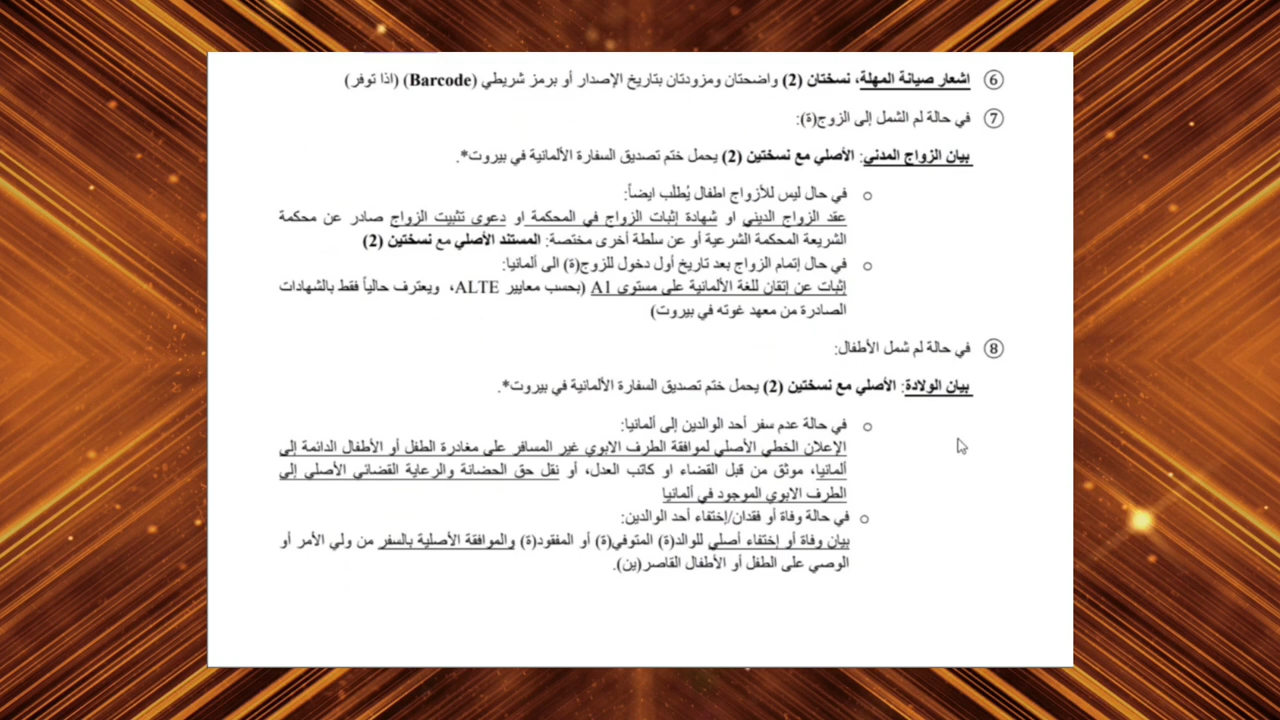 ⑥ اشعار صيانة المهلة، نسختان (2) واضحتان ومزودتان بتاريخ الإصدار أو برمز شريطي (Barcode) (اذا توفر)
⑦ في حالة لم الشمل إلى الزوج(ة):
بيان الزواج المدني: الأصلي مع نسختين (2) يحمل ختم تصديق السفارة الألمانية في بيروت*.
○ في حال ليس للأزواج اطفال يُطلَب ايضاً:
عقد الزواج الديني او شهادة إثبات الزواج في المحكمة او دعوى تثبيت الزواج صادر عن محكمة
الشريعة المحكمة الشرعية أو عن سلطة أخرى مختصة: المستند الأصلي مع نسختين (2)
○ في حال إتمام الزواج بعد تاريخ أول دخول للزوج(ة) الى ألمانيا:
إثبات عن إتقان للغة الألمانية على مستوى A1 (بحسب معايير ALTE، ويعترف حالياً فقط بالشهادات
الصادرة من معهد غوته في بيروت)
⑧ في حالة لم شمل الأطفال:
بيان الولادة: الأصلي مع نسختين (2) يحمل ختم تصديق السفارة الألمانية في بيروت*.
○ في حالة عدم سفر أحد الوالدين إلى ألمانيا:
الإعلان الخطي الأصلي لموافقة الطرف الابوي غير المسافر على مغادرة الطفل أو الأطفال الدائمة إلى
ألمانيا، موثق من قبل القضاء او كاتب العدل، أو نقل حق الحضانة والرعاية القضائي الأصلي إلى
الطرف الابوي الموجود في ألمانيا
○ في حالة وفاة أو فقدان/إختفاء أحد الوالدين:
بيان وفاة أو إختفاء أصلي للوالد(ة) المتوفي(ة) أو المفقود(ة) والموافقة الأصلية بالسفر من ولي الأمر أو
الوصي على الطفل أو الأطفال القاصر(ين).